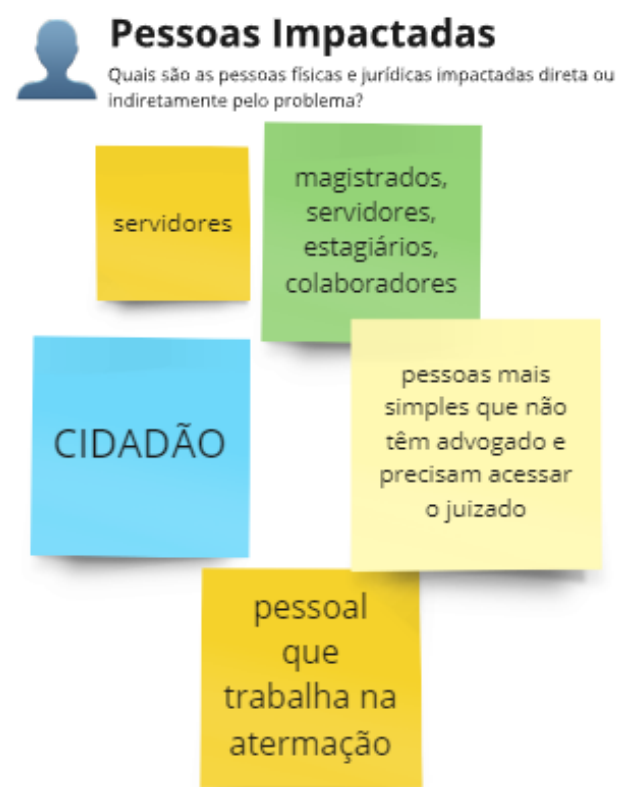 Pessoas Impactadas
Quais são as pessoas físicas e jurídicas impactadas direta ou
indiretamente pelo problema?
servidores
magistrados,
servidores,
estagiários,
colaboradores
CIDADÃO
pessoas mais
simples que não
têm advogado e
precisam acessar
o juizado
pessoal
que
trabalha na
atermação